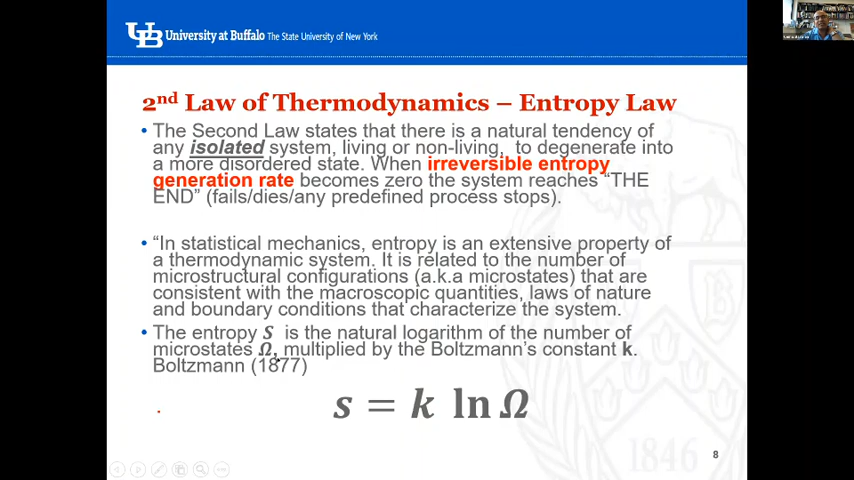 University at Buffalo The State University of New York
2nd Law of Thermodynamics – Entropy Law
• The Second Law states that there is a natural tendency of
any isolated system, living or non-living, to degenerate into
a more disordered state. When irreversible entropy
generation rate becomes zero the system reaches “THE
END” (fails/dies/any predefined process stops).
• “In statistical mechanics, entropy is an extensive property of
a thermodynamic system. It is related to the number of
microstructural configurations (a.k.a microstates) that are
consistent with the macroscopic quantities, laws of nature
and boundary conditions that characterize the system.
• The entropy S is the natural logarithm of the number of
microstates Ω, multiplied by the Boltzmann’s constant k.
Boltzmann (1877)
s = k ln Ω
1846
8